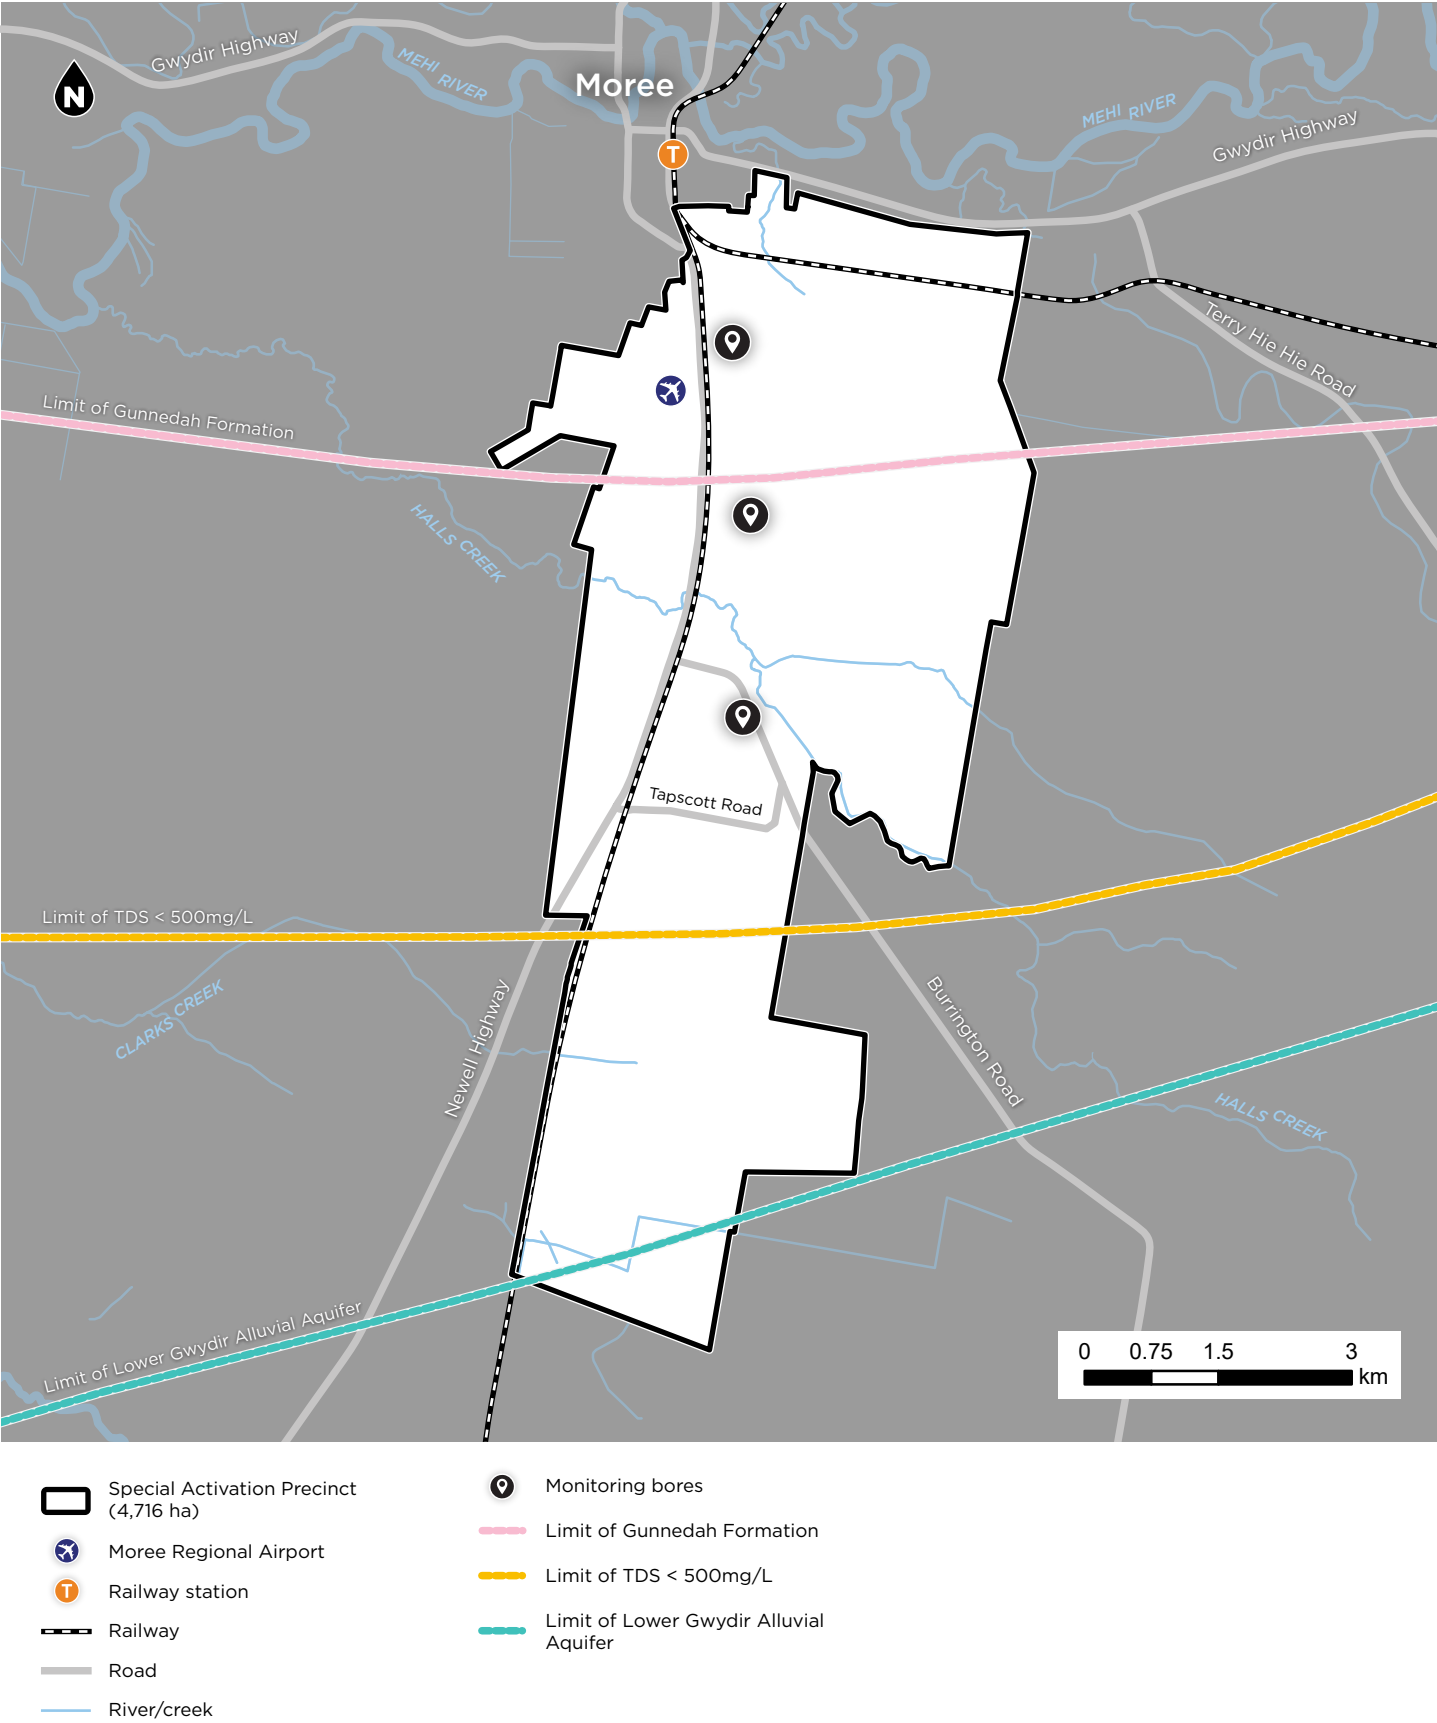 Gwydir Highway
MEHI RIVER
Moree
N
T
MEHI RIVER
Gwydir Highway
Terry Hie Hie Road
Limit of Gunnedah Formation
HALLS CREEK
Tapscott Road
Limit of TDS < 500mg/L
CLARKS CREEK
Newell Highway
Burrington Road
HALLS CREEK
Limit of Lower Gwydir Alluvial Aquifer
0 0.75 1.5 3
km
Special Activation Precinct
(4,716 ha)
Moree Regional Airport
T Railway station
Railway
Road
River/creek
Monitoring bores
Limit of Gunnedah Formation
Limit of TDS < 500mg/L
Limit of Lower Gwydir Alluvial
Aquifer